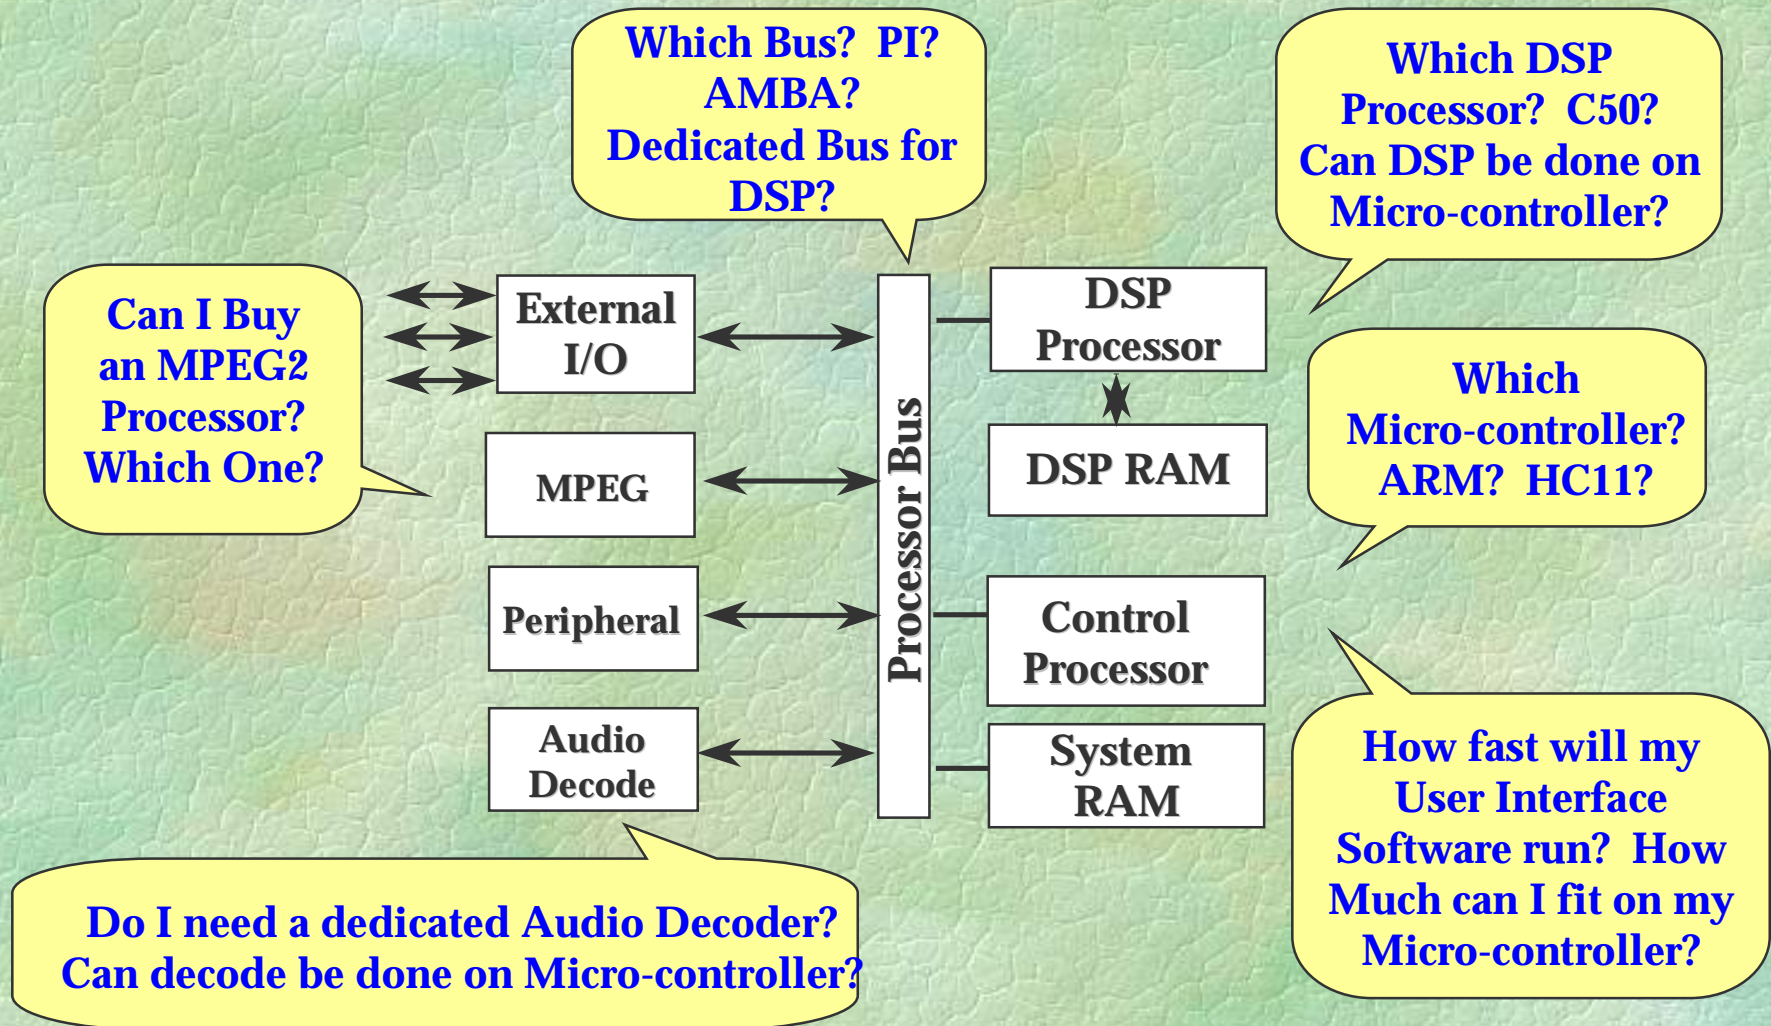 Which Bus? PI?
AMBA?
Dedicated Bus for
DSP?
Which DSP
Processor? C50?
Can DSP be done on
Micro-controller?
Can I Buy
an MPEG2
Processor?
Which One?
External
I/O
MPEG
Peripheral
Audio
Decode
Processor Bus
DSP
Processor
DSP RAM
Control
Processor
System
RAM
Which
Micro-controller?
ARM? HC11?
How fast will my
User Interface
Software run? How
Much can I fit on my
Micro-controller?
Do I need a dedicated Audio Decoder?
Can decode be done on Micro-controller?